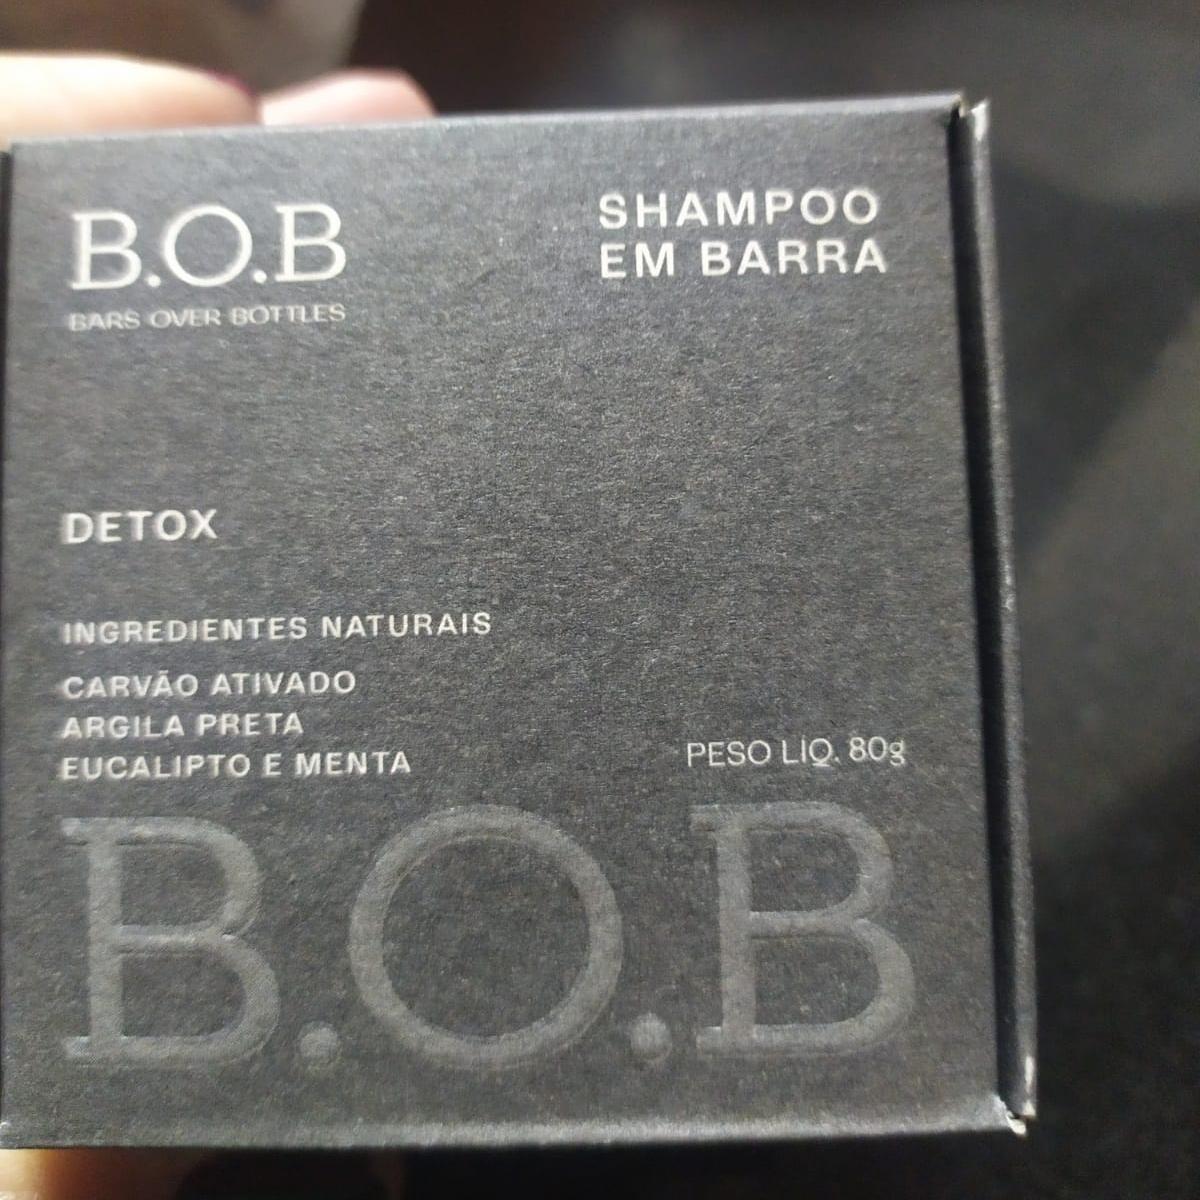 B.O.B
BARS OVER BOTTLES
SHAMPOO
EM BARRA
DETOX
INGREDIENTES NATURAIS
CARVÃO ATIVADO
ARGILA PRETA
EUCALIPTO E MENTA
PESO LIQ. 80g
B.O.B